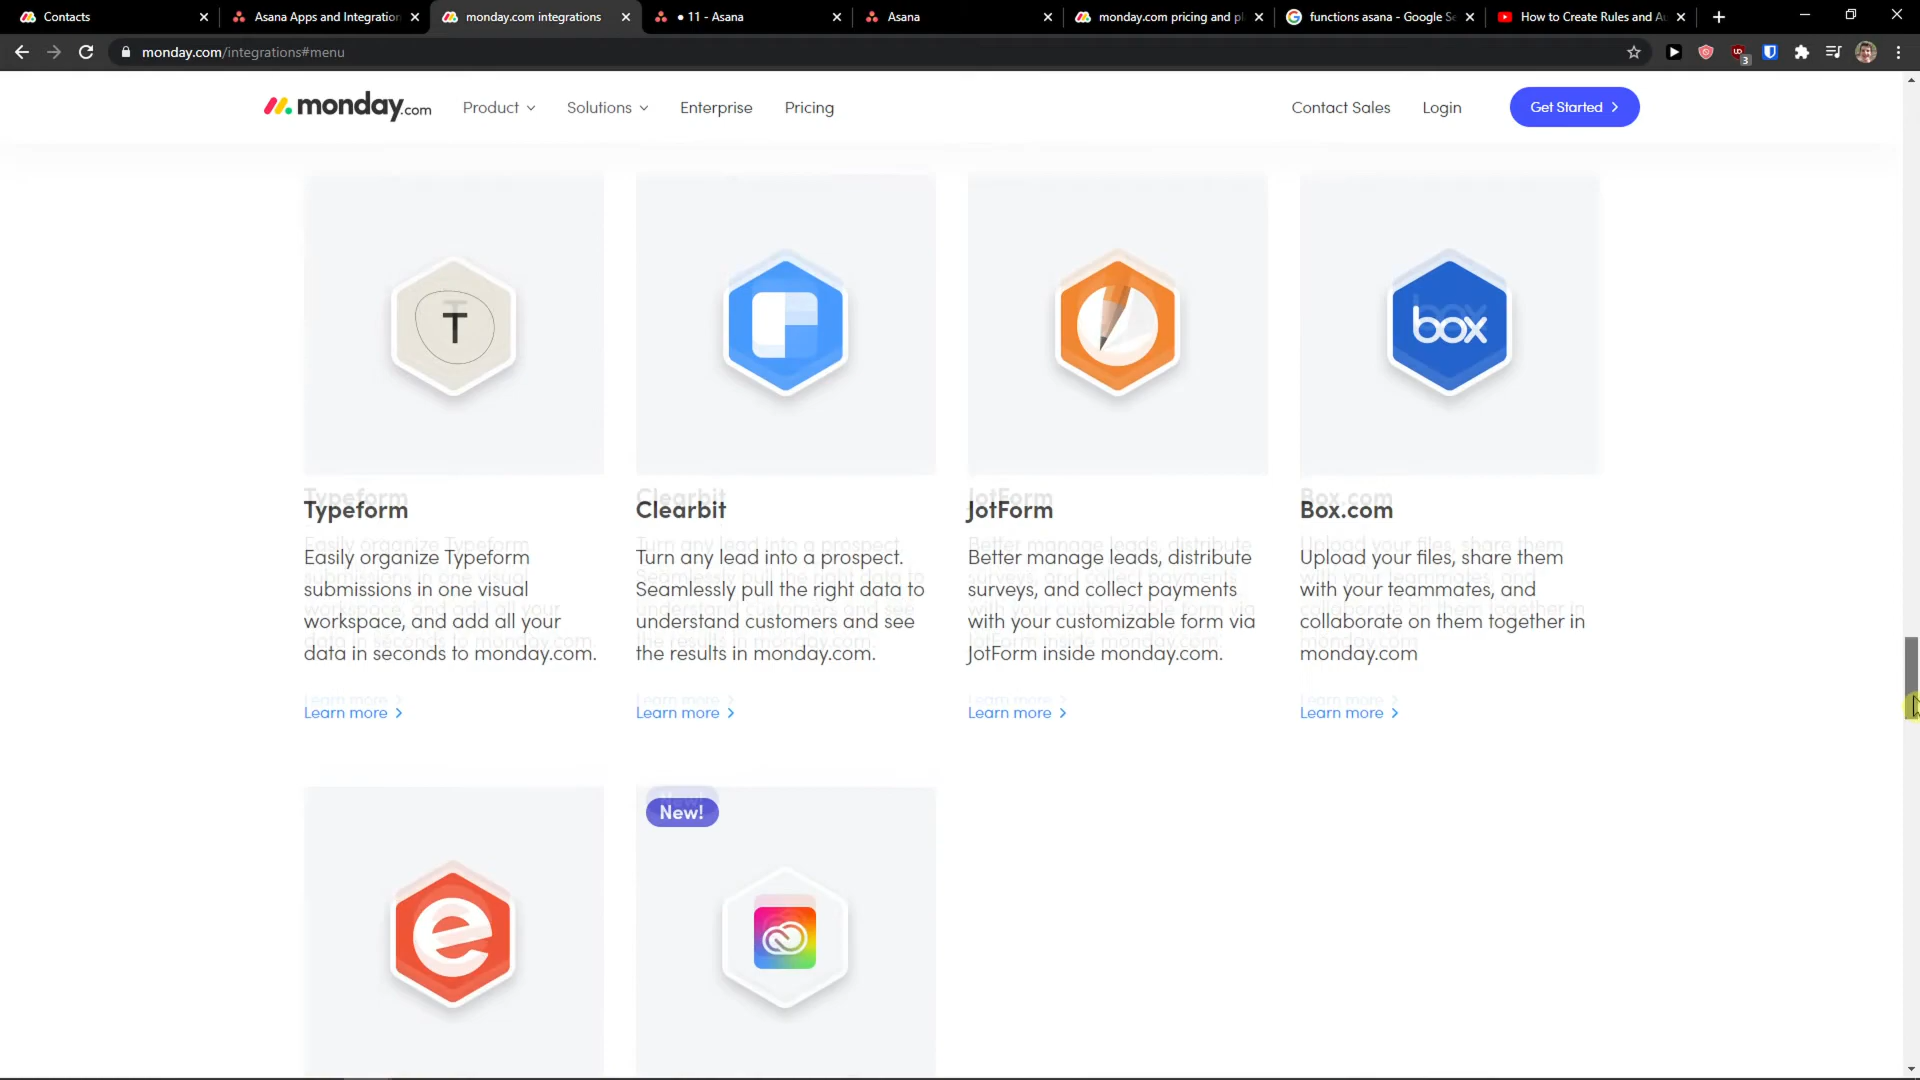 Contacts
Asana Apps and Integration
monday.com integrations
● 11 - Asana
Asana
monday.com pricing and pl
functions asana - Google Se
How to Create Rules and Au
monday.com/integrations#menu
3
monday.com
Product
Solutions
Enterprise
Pricing
Contact Sales
Login
Get Started
T
box
Typeform
Clearbit
JotForm
Box.com
Easily organize Typeform
submissions in one visual
workspace, and add all your
data in seconds to monday.com.
Turn any lead into a prospect.
Seamlessly pull the right data to
understand customers and see
the results in monday.com.
Better manage leads, distribute
surveys, and collect payments
with your customizable form via
JotForm inside monday.com.
Upload your files, share them
with your teammates, and
collaborate on them together in
monday.com
Learn more
Learn more
Learn more
Learn more
New!
e